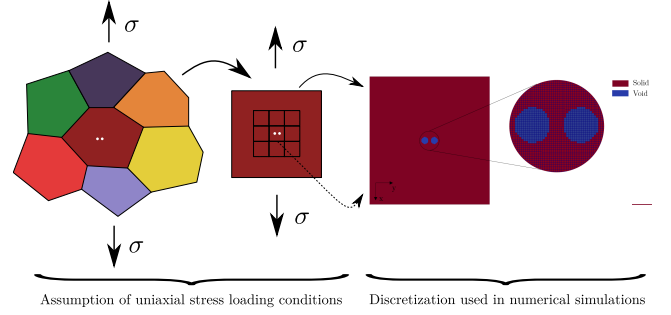 σ
σ
Solid
Void
σ
σ
Assumption of uniaxial stress loading conditions
Discretization used in numerical simulations